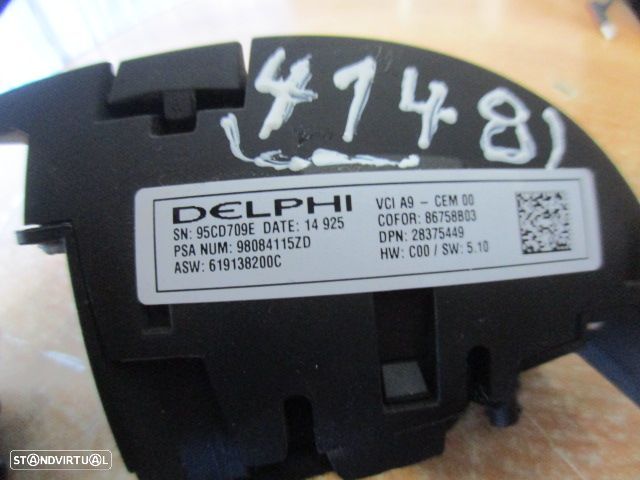 (4148)
DELPHI
SN: 95CD709E DATE: 14 925
PSA NUM: 98084115ZD
ASW: 619138200C
VCI A9 - CEM 00
COFOR: 86758B03
DPN: 28375449
HW: C00 / SW: 5.10
STANDVIRTUAL